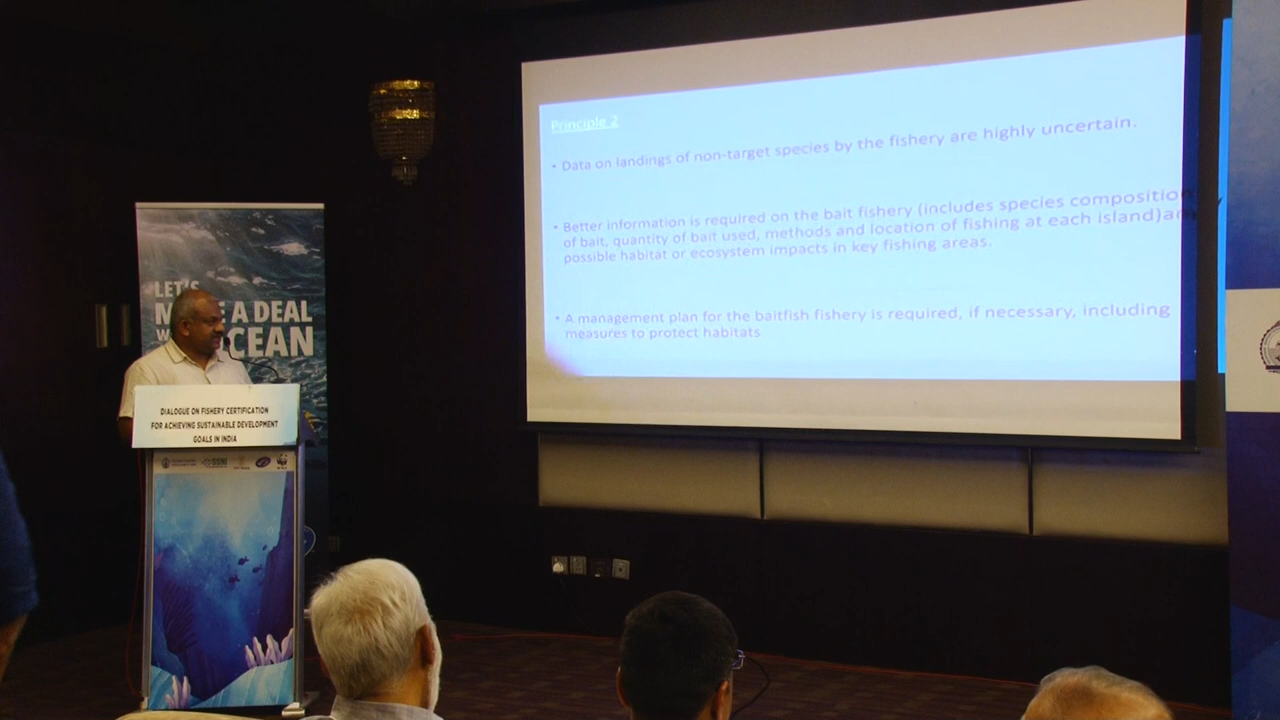 Principle 2
• Data on landings of non-target species by the fishery are highly uncertain.
• Better information is required on the bait fishery (includes species composition
of bait, quantity of bait used, methods and location of fishing at each island)
possible habitat or ecosystem impacts in key fishing areas.
• A management plan for the baitfish fishery is required, if necessary, including
measures to protect habitats
LET'S
A DEAL
DIALOGUE ON FISHERY CERTIFICATION
FOR ACHIEVING SUSTAINABLE DEVELOPMENT
GOALS IN INDIA
SSNI
WWF